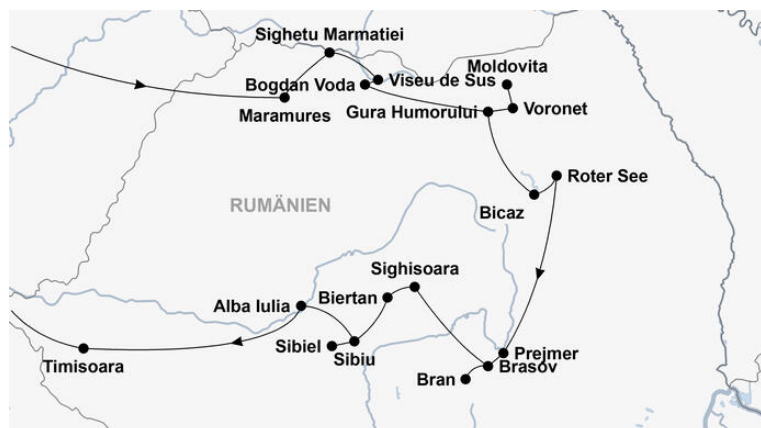 Sighetu Marmatiei
Moldovita
Bogdan Voda
Viseu de Sus
Maramures
Gura Humorului
Voronet
Roter See
RUMÄNIEN
Bicaz
Sighisoara
Alba Iulia
Biertan
Sibiel
Sibiu
Prejmer
Timisoara
Bran
Brasov